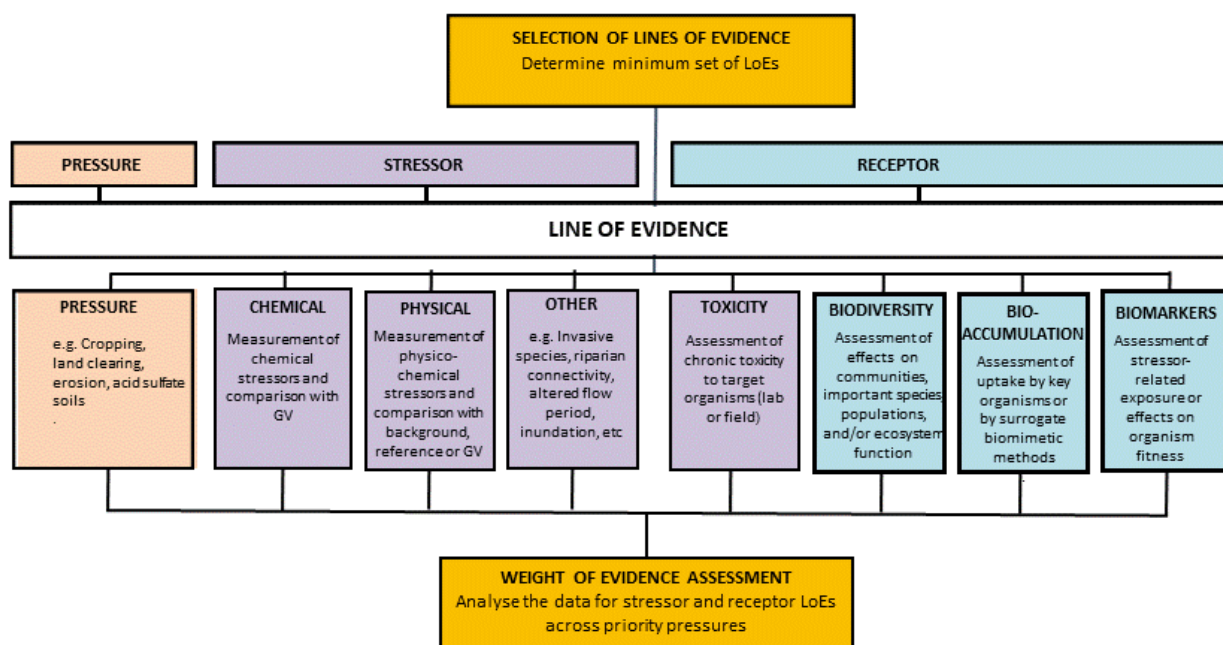 SELECTION OF LINES OF EVIDENCE
Determine minimum set of LoEs
PRESSURE
STRESSOR
RECEPTOR
LINE OF EVIDENCE
PRESSURE
e.g. Cropping,
land clearing,
erosion, acid sulfate
soils
.
CHEMICAL
Measurement of
chemical
stressors and
comparison with
GV
PHYSICAL
Measurement of
physico-
chemical
stressors and
comparison with
background,
reference or GV
OTHER
e.g. Invasive
species, riparian
connectivity,
altered flow
period,
inundation, etc
TOXICITY
Assessment of
chronic toxicity
to target
organisms (lab
or field)
BIODIVERSITY
Assessment of
effects on
communities,
important species
populations,
and/or ecosystem
function
BIO-
ACCUMULATION
Assessment of
uptake by key
organisms or
by surrogate
biomimetic
methods
.
BIOMARKERS
Assessment of
stressor-
related
exposure or
effects on
organism
fitness
WEIGHT OF EVIDENCE ASSESSMENT
Analyse the data for stressor and receptor LoEs
across priority pressures